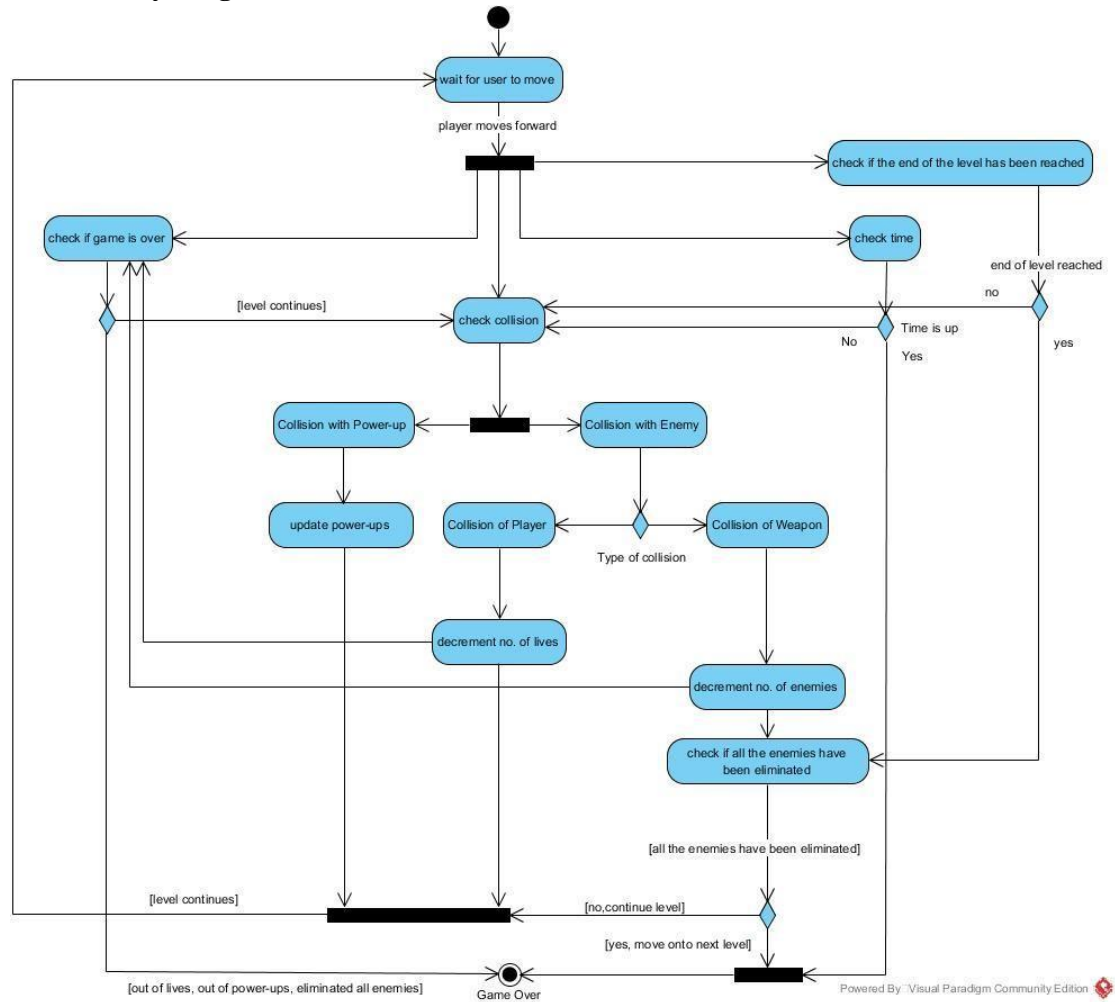 wait for user to move
player moves forward
check if the end of the level has been reached
check if game is over
check time
end of level reached
no
[level continues]
check collision
Time is up
No
yes
Yes
Collision with Power-up
Collision with Enemy
update power-ups
Collision of Player
Collision of Weapon
Type of collision
decrement no. of lives
decrement no. of enemies
check if all the enemies have
been eliminated
[all the enemies have been eliminated]
[level continues]
[no,continue level]
[yes, move onto next level]
[out of lives, out of power-ups, eliminated all enemies]
Game Over
Powered By Visual Paradigm Community Edition